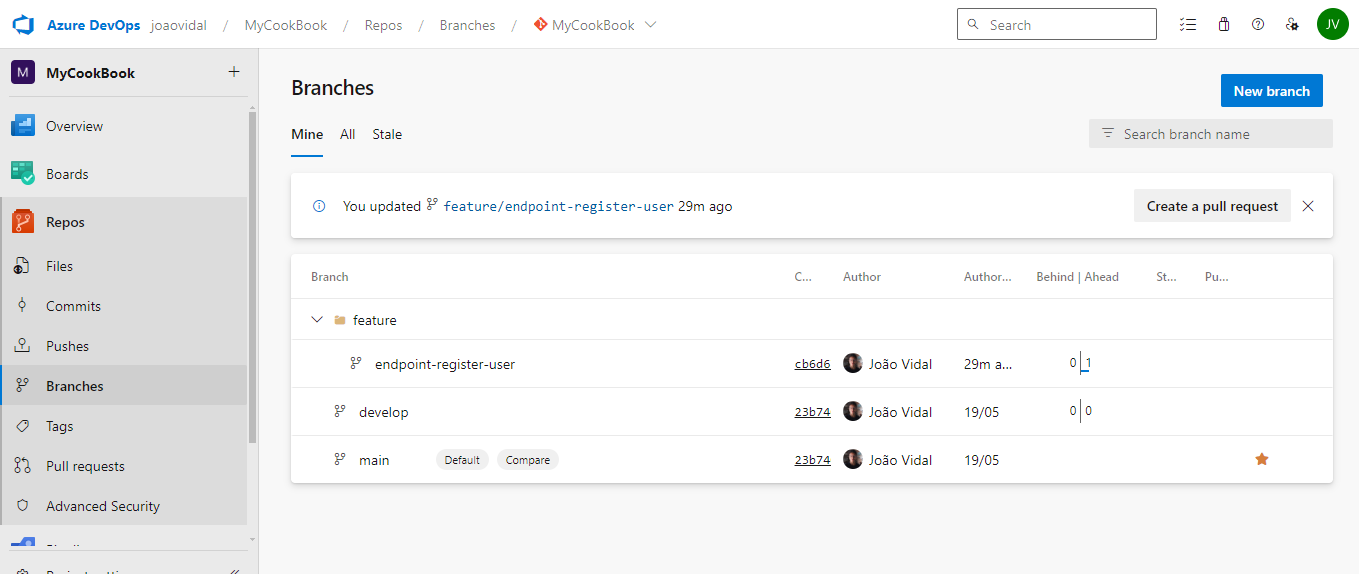 Azure DevOps joaovidal / MyCookBook / Repos / Branches / MyCookBook Search JV
M MyCookBook +
Overview
Boards
Repos
Files
Commits
Pushes
Branches
Tags
Pull requests
Advanced Security
Branches
New branch
Mine All Stale
Search branch name
You updated feature/endpoint-register-user 29m ago
Create a pull request
Branch C... Author Author... Behind | Ahead St... Pu...
feature
endpoint-register-user cb6d6 João Vidal 29m a... 0 1
develop 23b74 João Vidal 19/05 0 0
main Default Compare 23b74 João Vidal 19/05